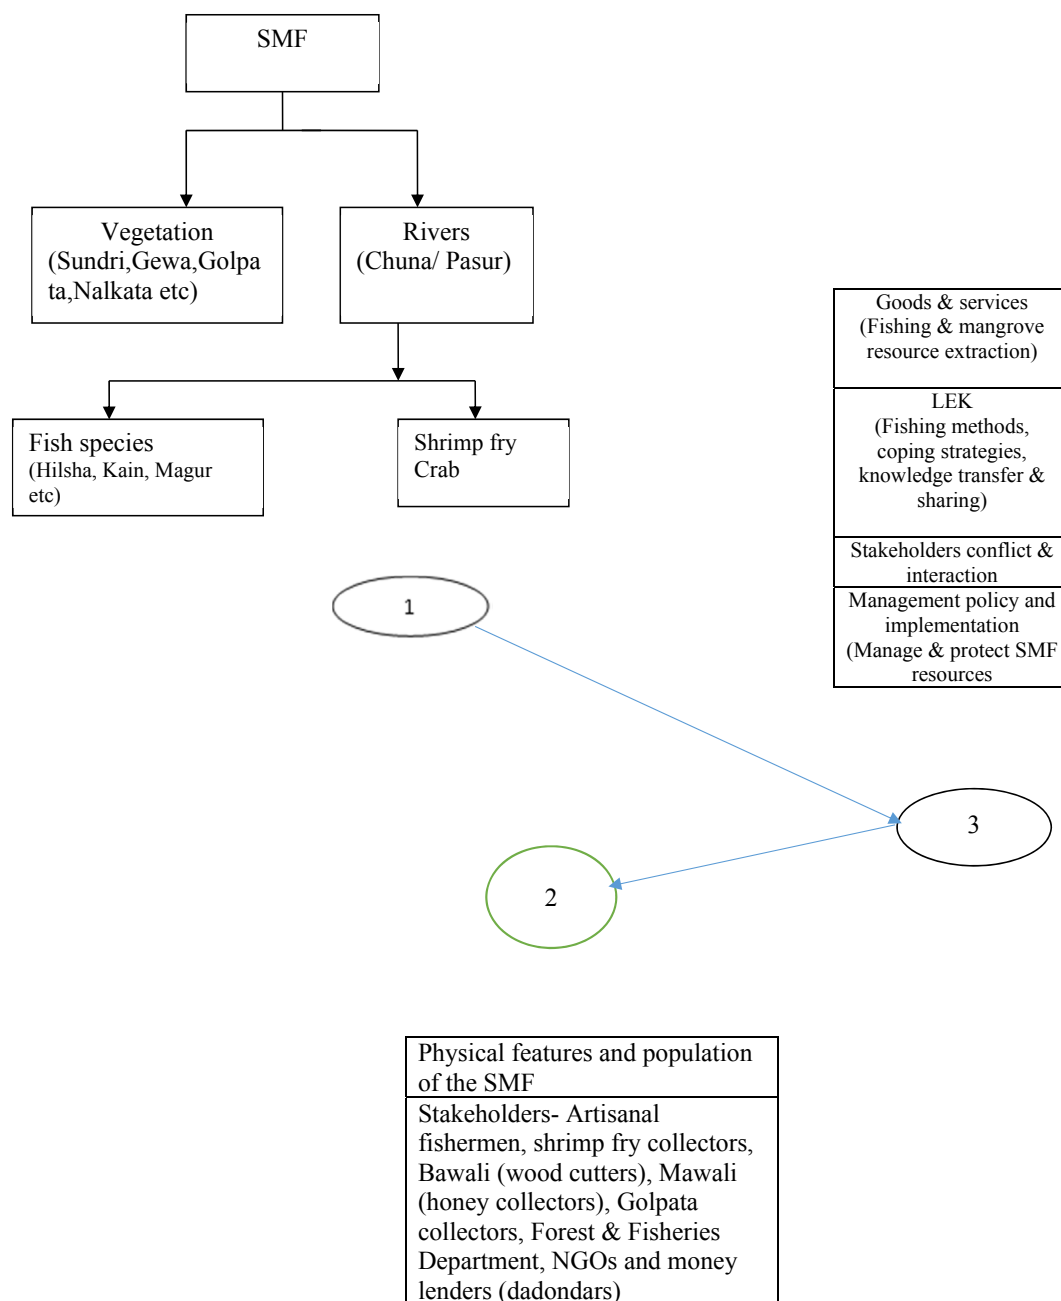 SMF
Vegetation
(Sundri,Gewa,Golpa
ta,Nalkata etc)
Rivers
(Chuna/ Pasur)
Fish species
(Hilsha, Kain, Magur
etc)
Shrimp fry
Crab
Goods & services
(Fishing & mangrove
resource extraction)
LEK
(Fishing methods,
coping strategies,
knowledge transfer &
sharing)
Stakeholders conflict &
interaction
Management policy and
implementation
(Manage & protect SMF
resources
1
3
2
Physical features and population
of the SMF
Stakeholders- Artisanal
fishermen, shrimp fry collectors,
Bawali (wood cutters), Mawali
(honey collectors), Golpata
collectors, Forest & Fisheries
Department, NGOs and money
lenders (dadondars)